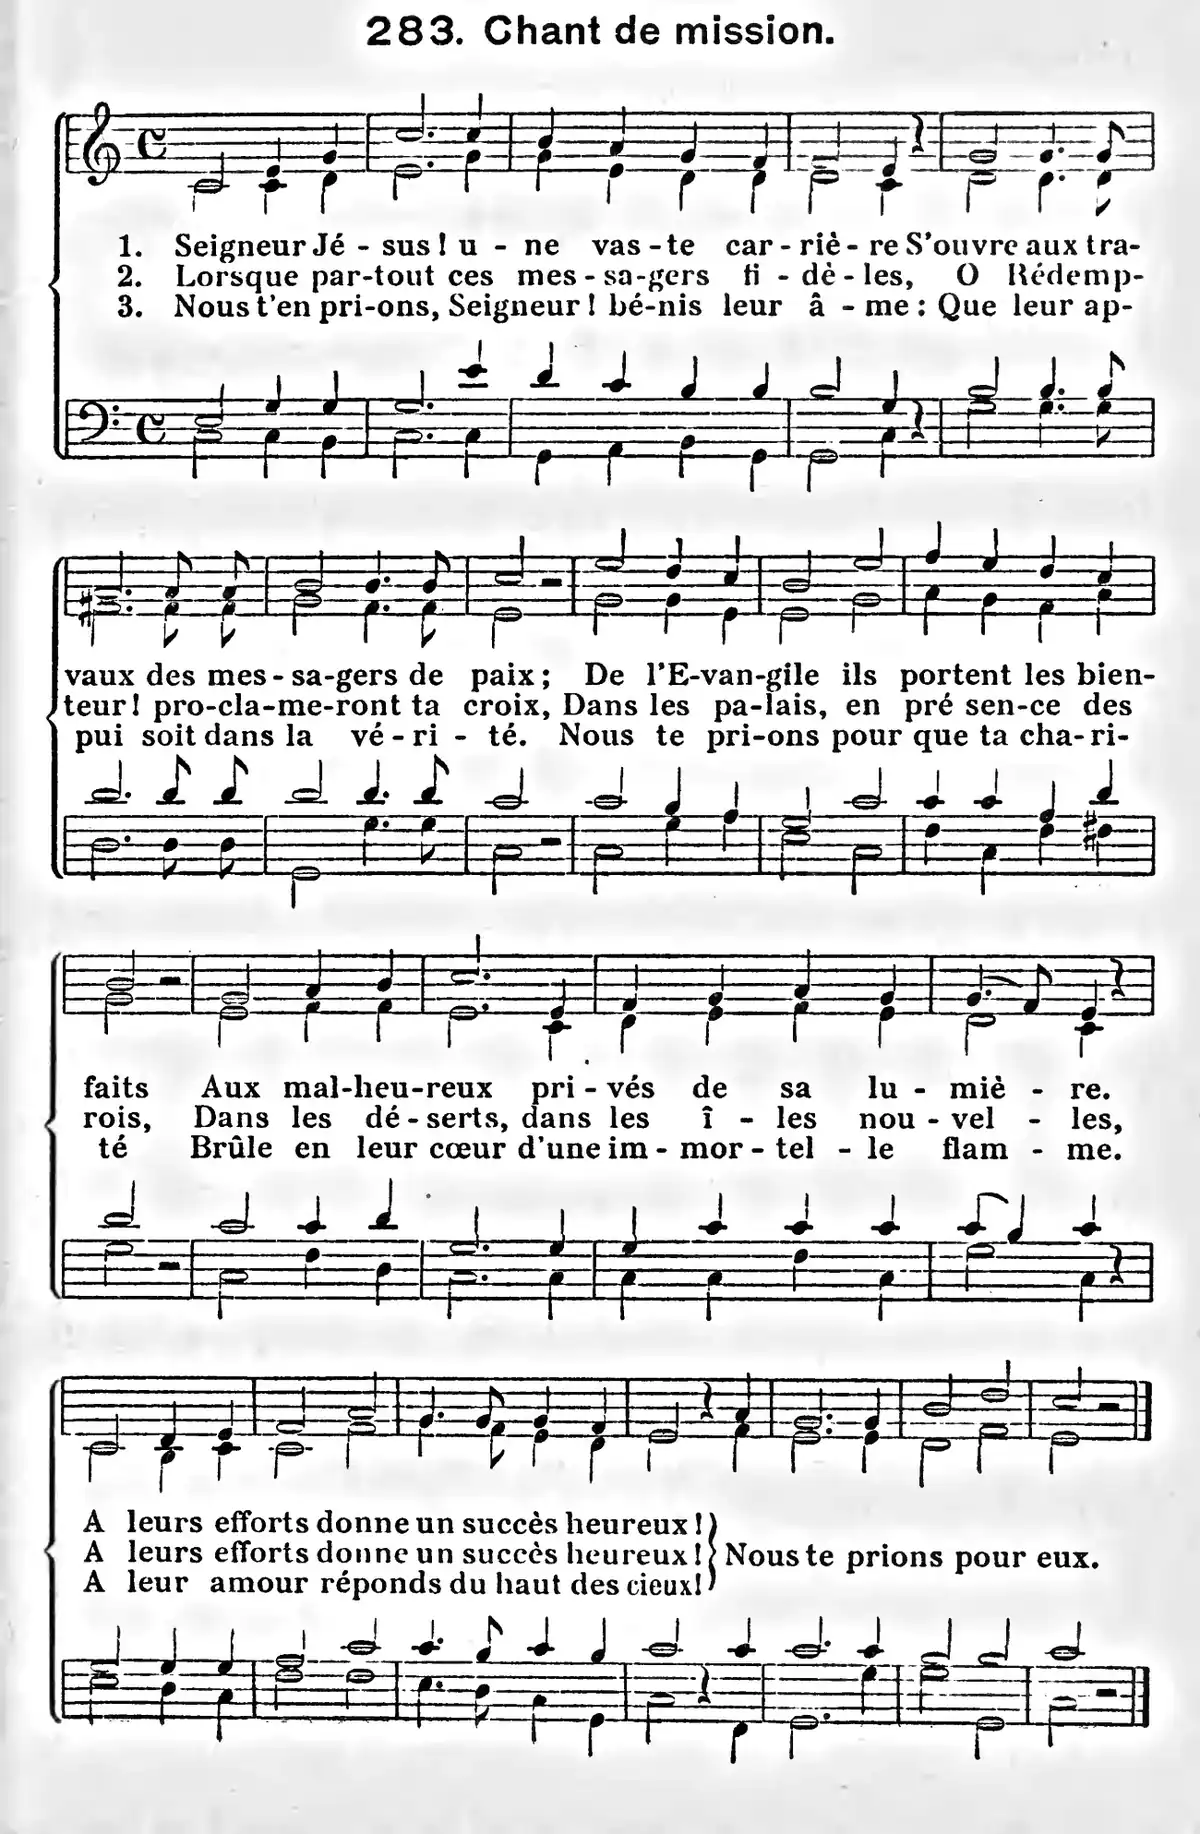 283. Chant de mission.
1. Seigneur Jé - sus ! u - ne vas - te car - riè - re S'ouvre aux tra-
2. Lorsque par-tout ces mes - sa-gers fi - dè - les, O Rédemp-
3. Nous t'en pri-ons, Seigneur ! bé-nis leur â - me : Que leur ap-
vaux des mes - sa-gers de paix ; De l'E-van-gile ils portent les bien-
teur ! pro-cla-me-ront ta croix, Dans les pa-lais, en pré sen-ce des
pui soit dans la vé - ri - té. Nous te pri-ons pour que ta cha-ri-
faits Aux mal-heu-reux pri - vés de sa lu - miè - re.
rois, Dans les dé - serts, dans les î - les nou - vel - les,
té Brûle en leur cœur d'une im - mor - tel - le flam - me.
A leurs efforts donne un succès heureux !
A leurs efforts donne un succès heureux ! Nous te prions pour eux.
A leur amour réponds du haut des cieux !